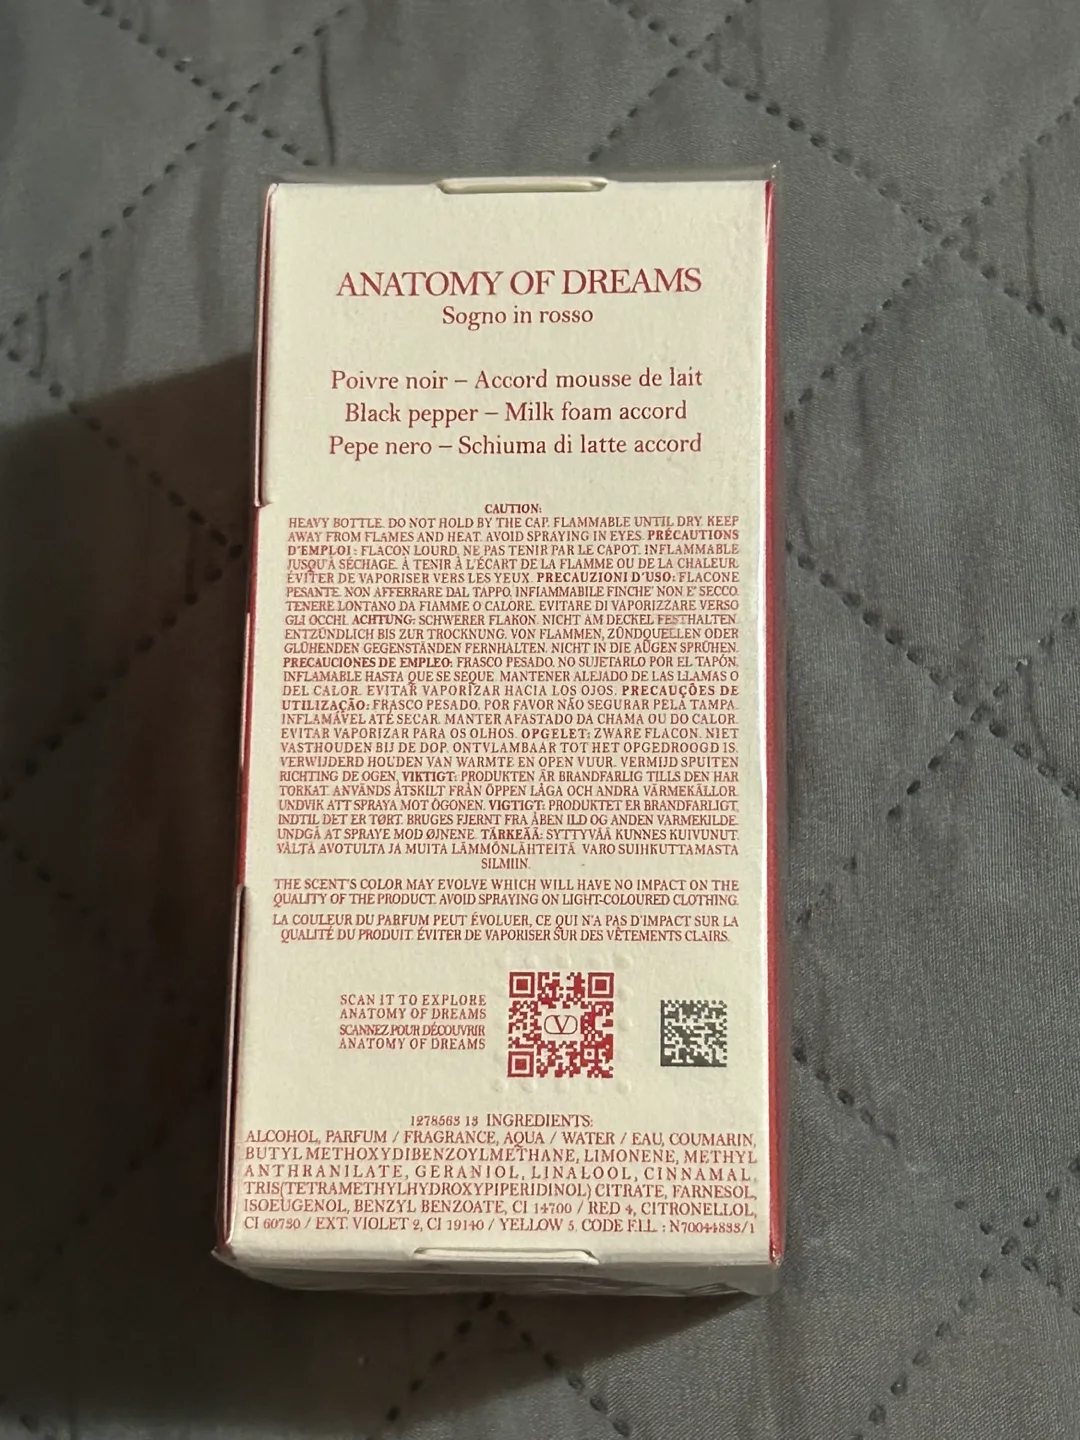 ANATOMY OF DREAMS
Sogno in rosso
Poivre noir – Accord mousse de lait
Black pepper – Milk foam accord
Pepe nero – Schiuma di latte accord
CAUTION:
HEAVY BOTTLE. DO NOT HOLD BY THE CAP. FLAMMABLE UNTIL DRY. KEEP
AWAY FROM FLAMES AND HEAT. AVOID SPRAYING IN EYES. PRÉCAUTIONS
D'EMPLOI : FLACON LOURD. NE PAS TENIR PAR LE CAPOT. INFLAMMABLE
JUSQU'À SÉCHAGE. À TENIR À L'ÉCART DE LA FLAMME OU DE LA CHALEUR.
ÉVITER DE VAPORISER VERS LES YEUX. PRECAUZIONI D'USO: FLACONE
PESANTE. NON AFFERRARE DAL TAPPO. INFIAMMABILE FINCHE' NON E' SECCO.
TENERE LONTANO DA FIAMME O CALORE. EVITARE DI VAPORIZZARE VERSO
GLI OCCHI. ACHTUNG: SCHWERER FLAKON. NICHT AM DECKEL FESTHALTEN.
ENTZÜNDLICH BIS ZUR TROCKNUNG. VON FLAMMEN, ZÜNDQUELLEN ODER
GLÜHENDEN GEGENSTÄNDEN FERNHALTEN. NICHT IN DIE AUGEN SPRÜHEN.
PRECAUCIONES DE EMPLEO: FRASCO PESADO. NO SUJETARLO POR EL TAPÓN.
INFLAMABLE HASTA QUE SE SEQUE. MANTENER ALEJADO DE LAS LLAMAS O
DEL CALOR. EVITAR VAPORIZAR HACIA LOS OJOS. PRECAUÇÕES DE
UTILIZAÇÃO: FRASCO PESADO. POR FAVOR NÃO SEGURAR PELA TAMPA.
INFLAMÁVEL ATÉ SECAR. MANTER AFASTADO DA CHAMA OU DO CALOR.
EVITAR VAPORIZAR PARA OS OLHOS. OPGELET: ZWARE FLACON. NIET
VASTHOUDEN BIJ DE DOP. ONTVLAMBAAR TOT HET OPGEDROOGD IS.
VERWIJDERD HOUDEN VAN WARMTE EN OPEN VUUR. VERMIJD SPUITEN
RICHTING DE OGEN. VIKTIGT: PRODUKTEN ÄR BRANDFARLIG TILLS DEN HAR
TORKAT. ANVÄNDS ÅTSKILT FRÅN ÖPPEN LÅGA OCH ANDRA VÄRMEKÄLLOR.
UNDVIK ATT SPRAYA MOT ÖGONEN. VIGTIGT: PRODUKTET ER BRANDFARLIGT,
INDTIL DET ER TØRT. BRUGES FJERNT FRA ÅBEN ILD OG ANDEN VARMEKILDE.
UNDGÅ AT SPRAYE MOD ØJNENE. TÄRKEÄÄ: SYTTYVÄÄ KUNNES KUIVUNUT.
VÄLTÄ AVOTULTA JA MUITA LÄMMÖNLÄHTEITÄ. VARO SUIHKUTTAMASTA
SILMIIN.
THE SCENT'S COLOR MAY EVOLVE WHICH WILL HAVE NO IMPACT ON THE
QUALITY OF THE PRODUCT. AVOID SPRAYING ON LIGHT-COLOURED CLOTHING.
LA COULEUR DU PARFUM PEUT ÉVOLUER, CE QUI N'A PAS D'IMPACT SUR LA
QUALITÉ DU PRODUIT. ÉVITER DE VAPORISER SUR DES VÊTEMENTS CLAIRS.
SCAN IT TO EXPLORE
ANATOMY OF DREAMS
SCANNEZ POUR DÉCOUVRIR
ANATOMY OF DREAMS
V
1278563 13 INGREDIENTS:
ALCOHOL, PARFUM / FRAGRANCE, AQUA / WATER / EAU, COUMARIN,
BUTYL METHOXYDIBENZOYLMETHANE, LIMONENE, METHYL
ANTHRANILATE, GERANIOL, LINALOOL, CINNAMAL,
TRIS(TETRAMETHYLHYDROXYPIPERIDINOL) CITRATE, FARNESOL,
ISOEUGENOL, BENZYL BENZOATE, CI 14700 / RED 4, CITRONELLOL,
CI 60730 / EXT. VIOLET 2, CI 19140 / YELLOW 5. CODE F.I.L. : N70044833/1